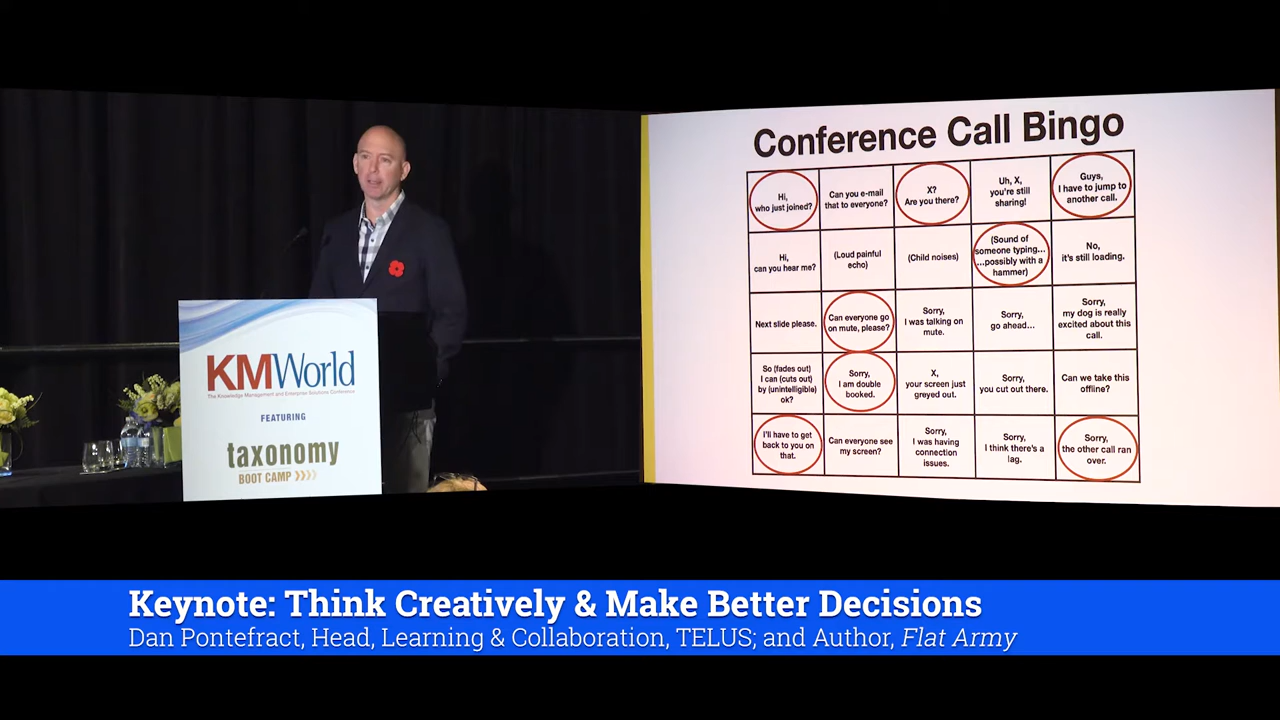 Conference Call Bingo
Hi,
who just joined?
Can you e-mail
that to everyone?
X?
Are you there?
Uh, X,
you're still
sharing!
Guys,
I have to jump to
another call.
Hi,
can you hear me?
(Loud painful
echo)
(Child noises)
(Sound of
someone typing...
...possibly with a
hammer)
No,
it's still loading.
Next slide please.
Can everyone go
on mute, please?
Sorry,
I was talking on
mute.
Sorry,
go ahead...
Sorry,
my dog is really
excited about this
call.
So (fades out)
I can (cuts out)
by (unintelligible)
ok?
Sorry,
I am double
booked.
X,
your screen just
greyed out.
Sorry,
you cut out there.
Can we take this
offline?
I'll have to get
back to you on
that.
Can everyone see
my screen?
Sorry,
I was having
connection
issues.
Sorry,
I think there's a
lag.
Sorry,
the other call ran
over.
KMWorld
The Knowledge Management and Enterprise Solutions Conference
FEATURING
taxonomy
BOOT CAMP
Keynote: Think Creatively & Make Better Decisions
Dan Pontefract, Head, Learning & Collaboration, TELUS; and Author, Flat Army